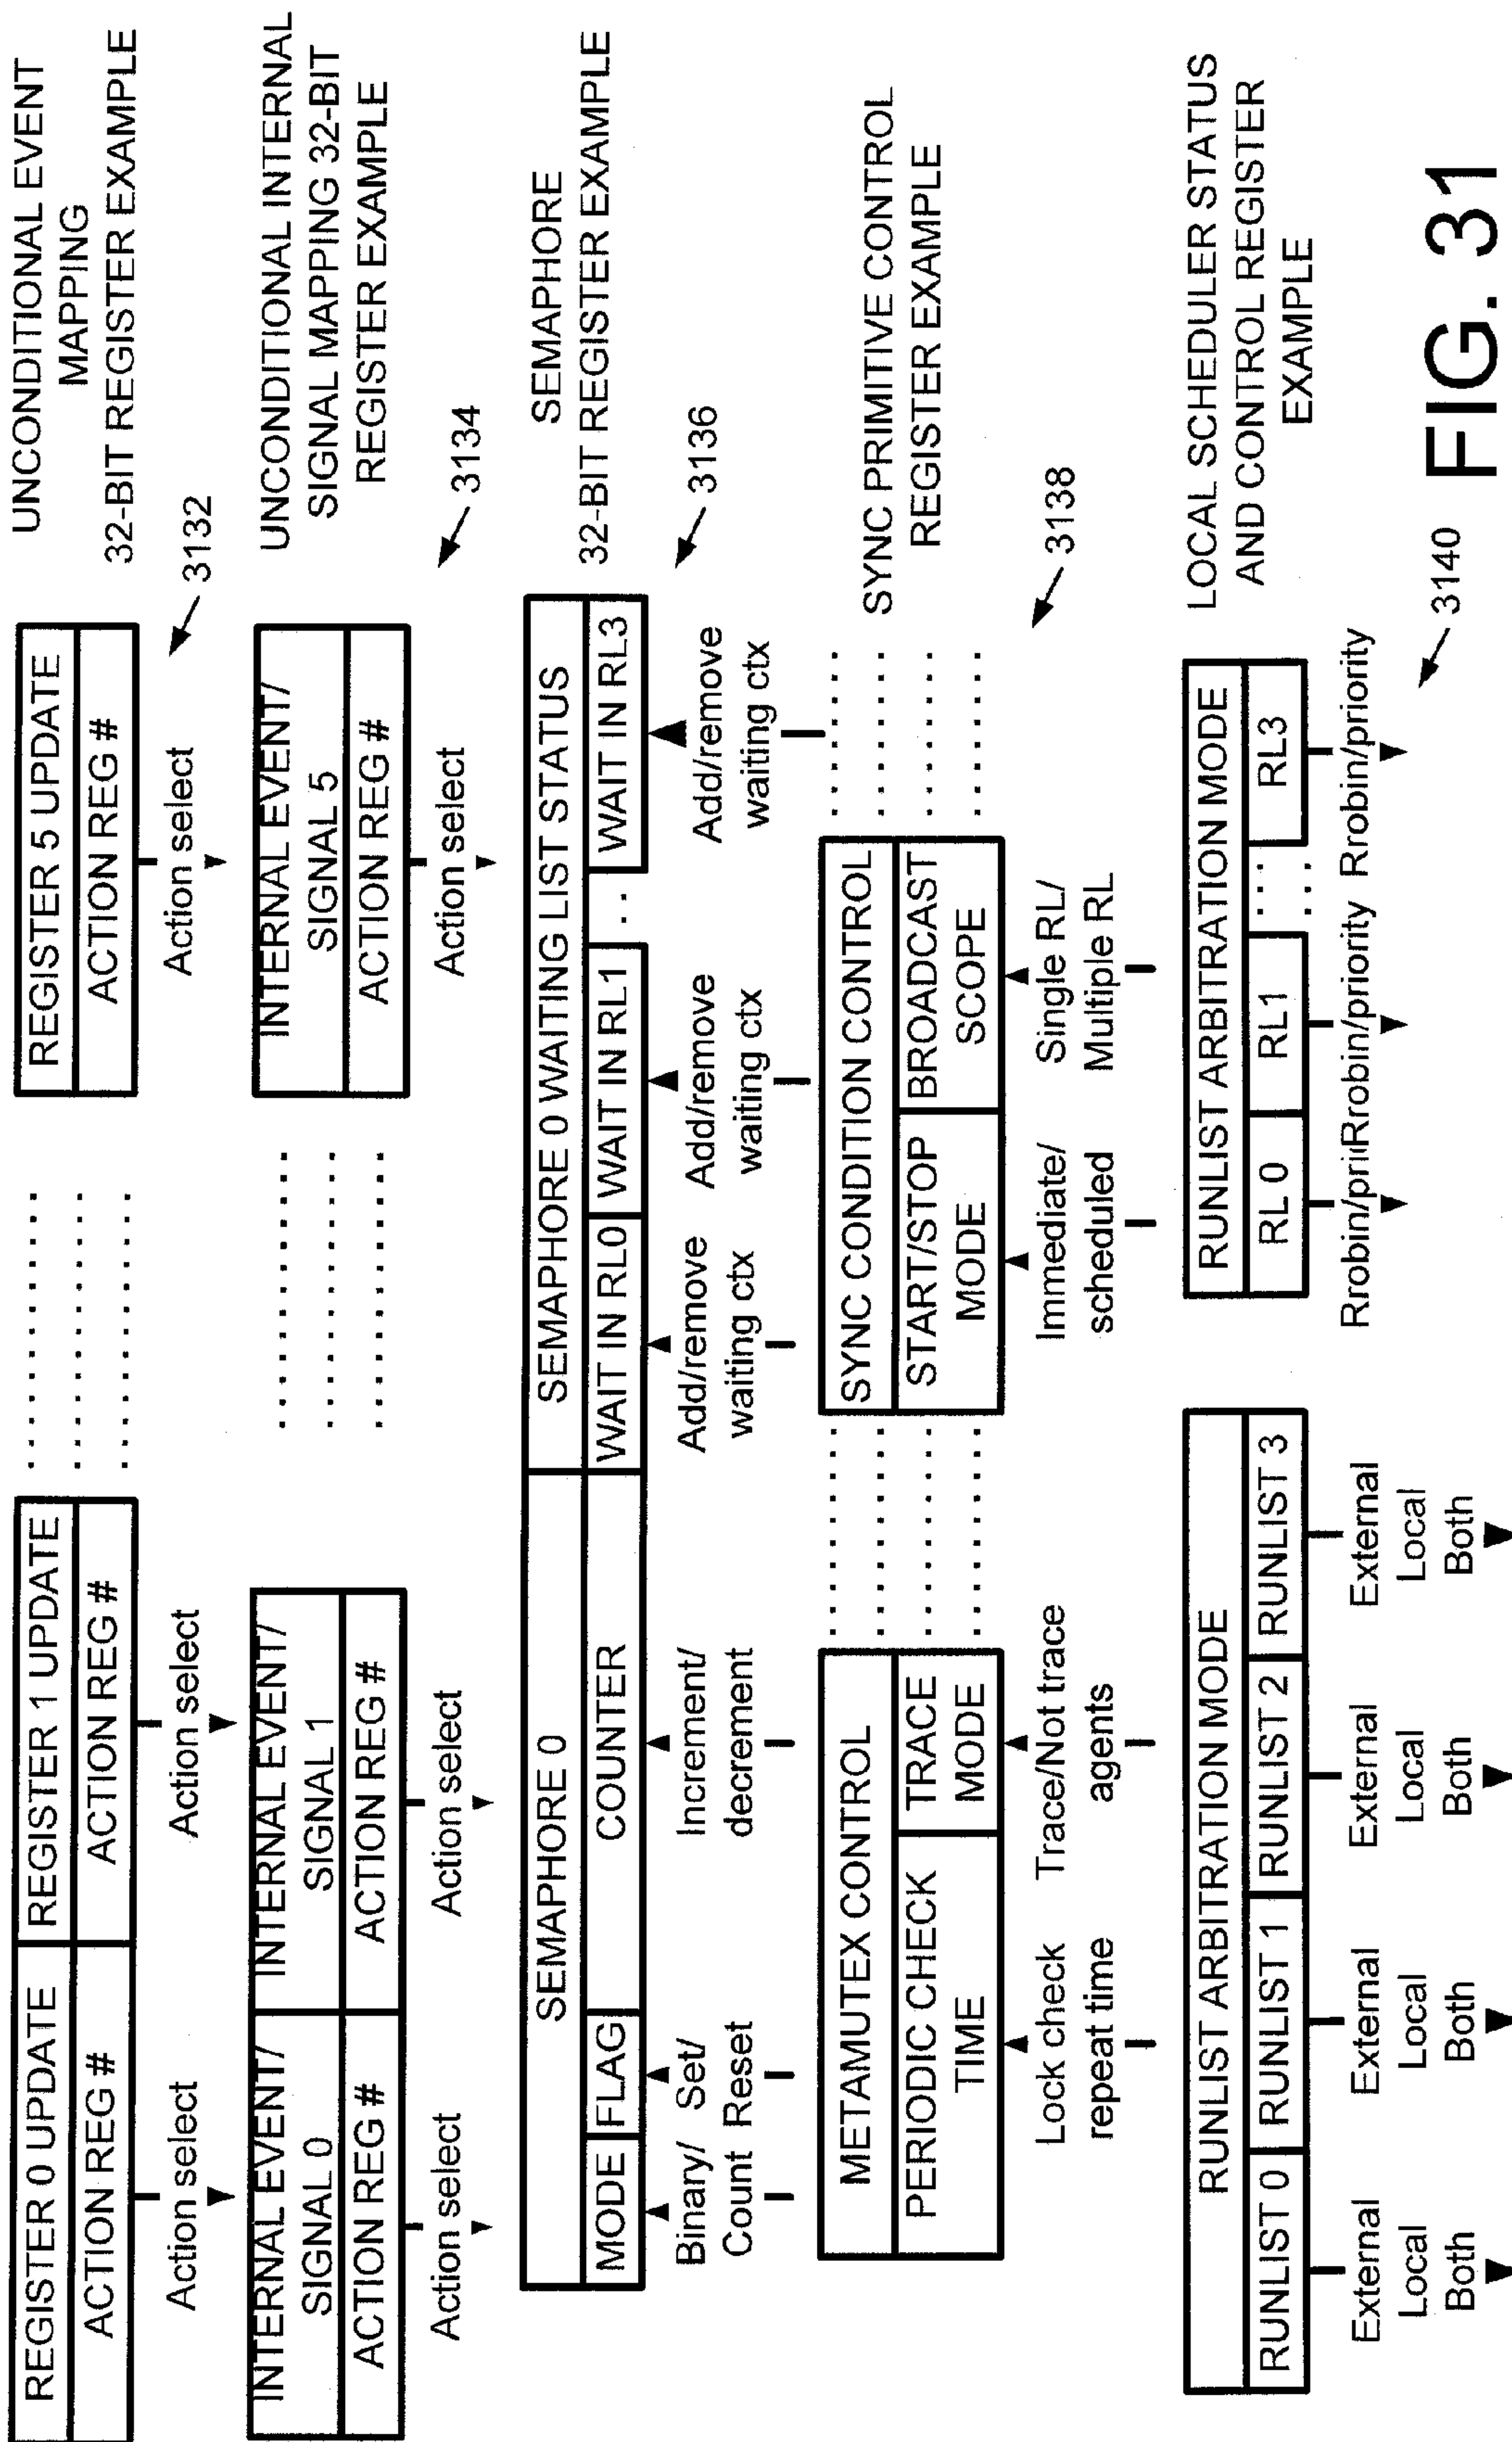 UNCONDITIONAL EVENT
MAPPING
32-BIT REGISTER EXAMPLE
REGISTER 0 UPDATE REGISTER 1 UPDATE . . . . . . . . . . . . . REGISTER 5 UPDATE
ACTION REG # ACTION REG # . . . . . . . . . . . . . ACTION REG #
Action select Action select Action select
3132
UNCONDITIONAL INTERNAL
SIGNAL MAPPING 32-BIT
REGISTER EXAMPLE
INTERNAL EVENT/ INTERNAL EVENT/ . . . . . . . . . . . . . INTERNAL EVENT/
SIGNAL 0 SIGNAL 1 . . . . . . . . . . . . . SIGNAL 5
ACTION REG # ACTION REG # . . . . . . . . . . . . . ACTION REG #
Action select Action select Action select
3134
SEMAPHORE
32-BIT REGISTER EXAMPLE
SEMAPHORE 0 SEMAPHORE 0 WAITING LIST STATUS
MODE FLAG COUNTER WAIT IN RL0 WAIT IN RL1 . . WAIT IN RL3
Binary/ Set/ Increment/ Add/remove Add/remove Add/remove
Count Reset decrement waiting ctx waiting ctx waiting ctx
3136
SYNC PRIMITIVE CONTROL
REGISTER EXAMPLE
METAMUTEX CONTROL . . . . . . . . . . SYNC CONDITION CONTROL . . . . . . . .
PERIODIC CHECK TRACE . . . . . . . . . . START/STOP BROADCAST . . . . . . . .
TIME MODE . . . . . . . . . . MODE SCOPE . . . . . . . .
Lock check Trace/Not trace Immediate/ Single RL/
repeat time agents scheduled Multiple RL
3138
LOCAL SCHEDULER STATUS
AND CONTROL REGISTER
EXAMPLE
RUNLIST ARBITRATION MODE RUNLIST ARBITRATION MODE
RUNLIST 0 RUNLIST 1 RUNLIST 2 RUNLIST 3 RL 0 RL1 . . . RL3
External External External External Rrobin/priRrobin/priority Rrobin/priority
Local Local Local Local
Both Both Both Both
3140
FIG. 31